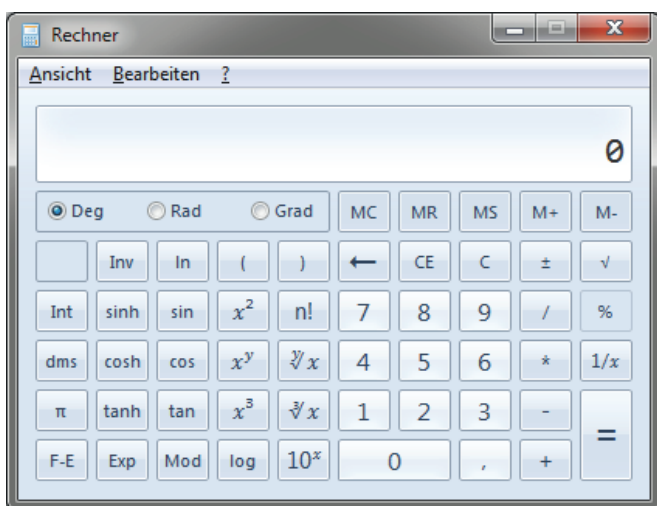 Rechner
Ansicht Bearbeiten ?
0
Deg Rad Grad MC MR MS M+ M-
Inv In ( ) ← CE C ± √
Int sinh sin x² n! 7 8 9 / %
dms cosh cos xʸ ʸ√x 4 5 6 * 1/x
π tanh tan x³ ³√x 1 2 3 - =
F-E Exp Mod log 10ˣ 0 , +